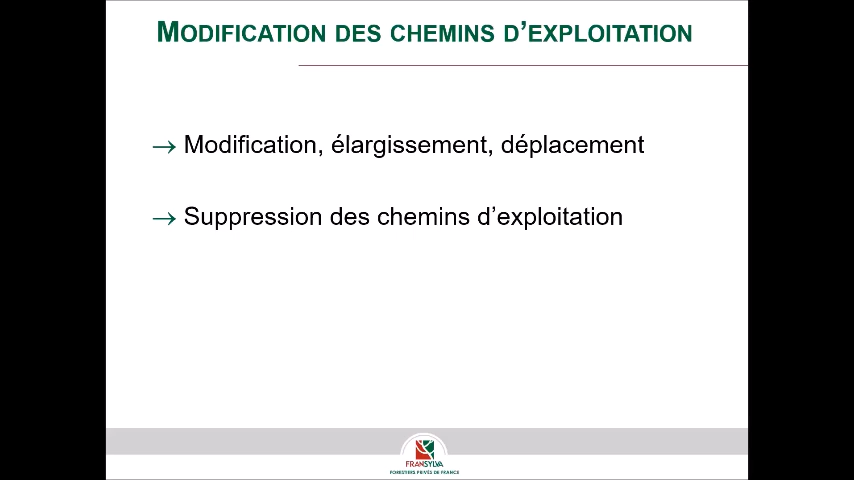 MODIFICATION DES CHEMINS D’EXPLOITATION
→ Modification, élargissement, déplacement
→ Suppression des chemins d’exploitation
FRANSYLVA
FORESTIERS PRIVÉS DE FRANCE